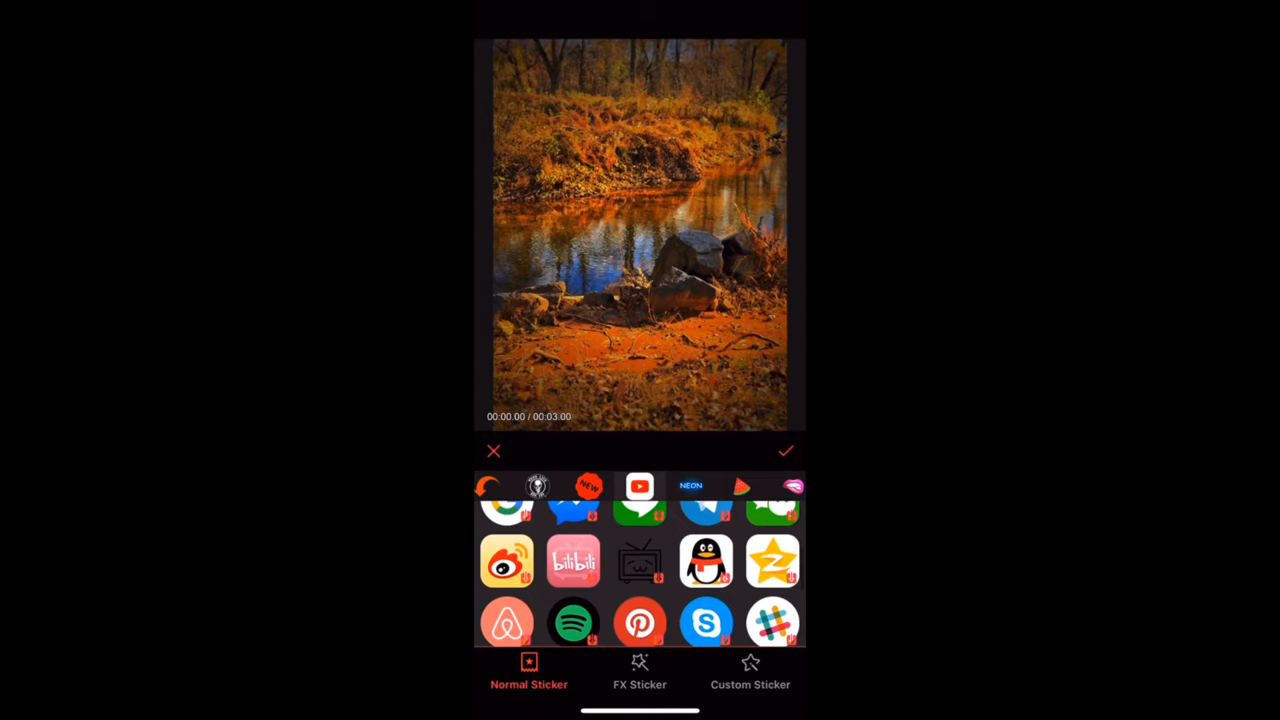 00:00.00 / 00:03.00
NEW
NEON
bilibili
Normal Sticker
FX Sticker
Custom Sticker